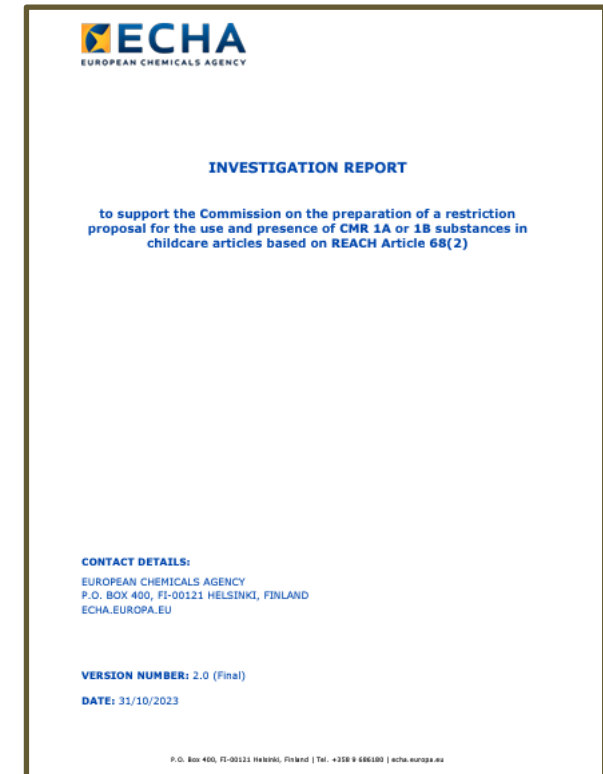 ECHA
EUROPEAN CHEMICALS AGENCY
INVESTIGATION REPORT
to support the Commission on the preparation of a restriction
proposal for the use and presence of CMR 1A or 1B substances in
childcare articles based on REACH Article 68(2)
CONTACT DETAILS:
EUROPEAN CHEMICALS AGENCY
P.O. BOX 400, FI-00121 HELSINKI, FINLAND
ECHA.EUROPA.EU
VERSION NUMBER: 2.0 (Final)
DATE: 31/10/2023
P.O. Box 400, FI-00121 Helsinki, Finland | Tel. +358 9 686180 | echa.europa.eu